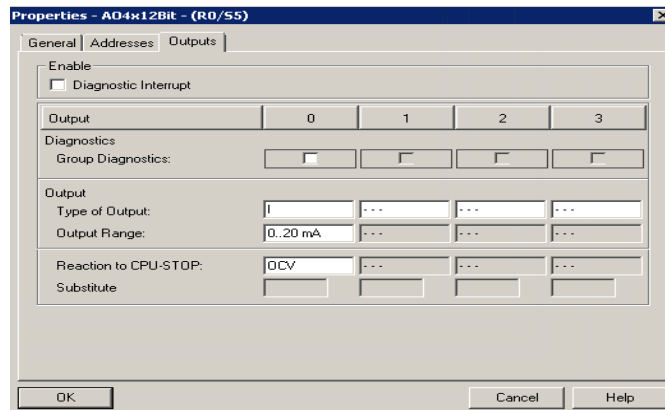 Properties - AO4x12Bit - (R0/S5)
General Addresses Outputs
Enable
Diagnostic Interrupt
Output 0 1 2 3
Diagnostics
Group Diagnostics:
Output
Type of Output: I --- --- ---
Output Range: 0..20 mA --- --- ---
Reaction to CPU-STOP: OCV --- --- ---
Substitute
OK Cancel Help